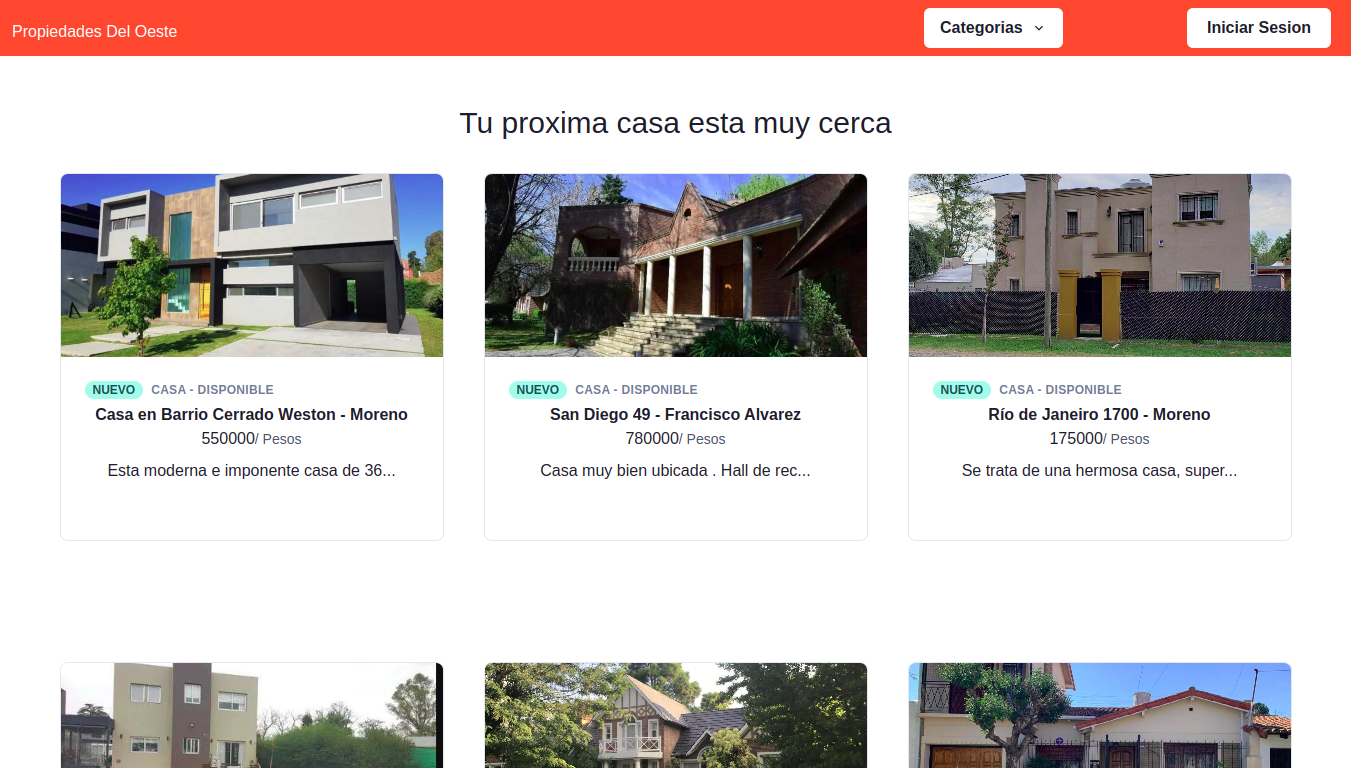 Propiedades Del Oeste
Categorias
Iniciar Sesion
Tu proxima casa esta muy cerca
NUEVO CASA - DISPONIBLE
Casa en Barrio Cerrado Weston - Moreno
550000/ Pesos
Esta moderna e imponente casa de 36...
NUEVO CASA - DISPONIBLE
San Diego 49 - Francisco Alvarez
780000/ Pesos
Casa muy bien ubicada . Hall de rec...
NUEVO CASA - DISPONIBLE
Río de Janeiro 1700 - Moreno
175000/ Pesos
Se trata de una hermosa casa, super...